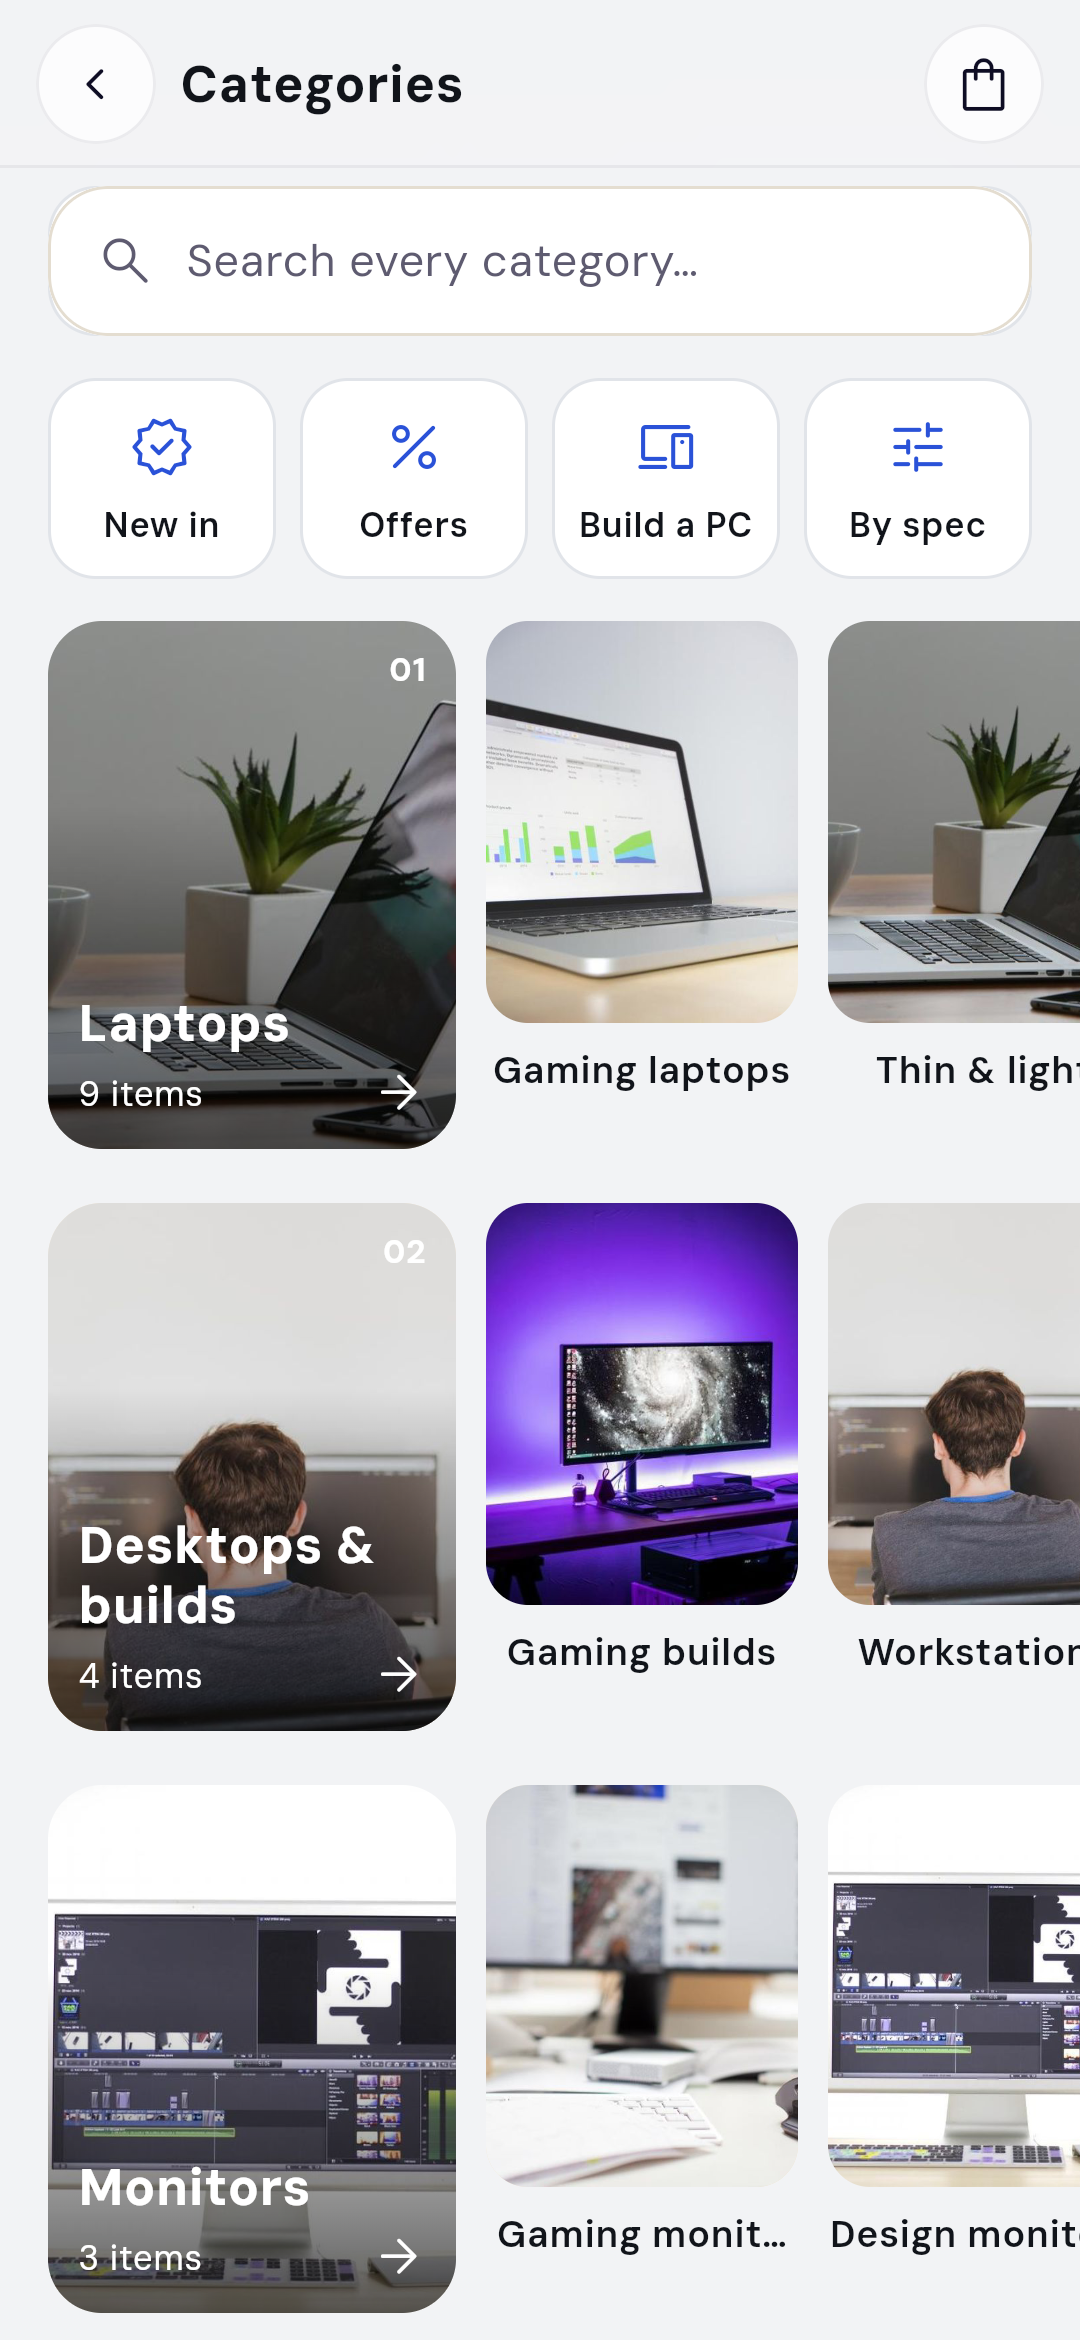 Categories
Search every category...
New in
Offers
Build a PC
By spec
01
Laptops
9 items
Gaming laptops
Thin & light
02
Desktops &
builds
4 items
Gaming builds
Workstation
Monitors
3 items
Gaming monit...
Design monit